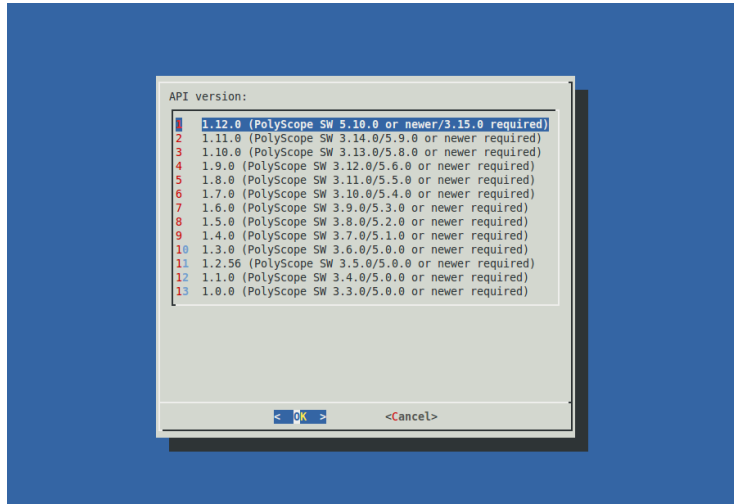 API version:
1 1.12.0 (PolyScope SW 5.10.0 or newer/3.15.0 required)
2 1.11.0 (PolyScope SW 3.14.0/5.9.0 or newer required)
3 1.10.0 (PolyScope SW 3.13.0/5.8.0 or newer required)
4 1.9.0 (PolyScope SW 3.12.0/5.6.0 or newer required)
5 1.8.0 (PolyScope SW 3.11.0/5.5.0 or newer required)
6 1.7.0 (PolyScope SW 3.10.0/5.4.0 or newer required)
7 1.6.0 (PolyScope SW 3.9.0/5.3.0 or newer required)
8 1.5.0 (PolyScope SW 3.8.0/5.2.0 or newer required)
9 1.4.0 (PolyScope SW 3.7.0/5.1.0 or newer required)
10 1.3.0 (PolyScope SW 3.6.0/5.0.0 or newer required)
11 1.2.56 (PolyScope SW 3.5.0/5.0.0 or newer required)
12 1.1.0 (PolyScope SW 3.4.0/5.0.0 or newer required)
13 1.0.0 (PolyScope SW 3.3.0/5.0.0 or newer required)
< OK > <Cancel>